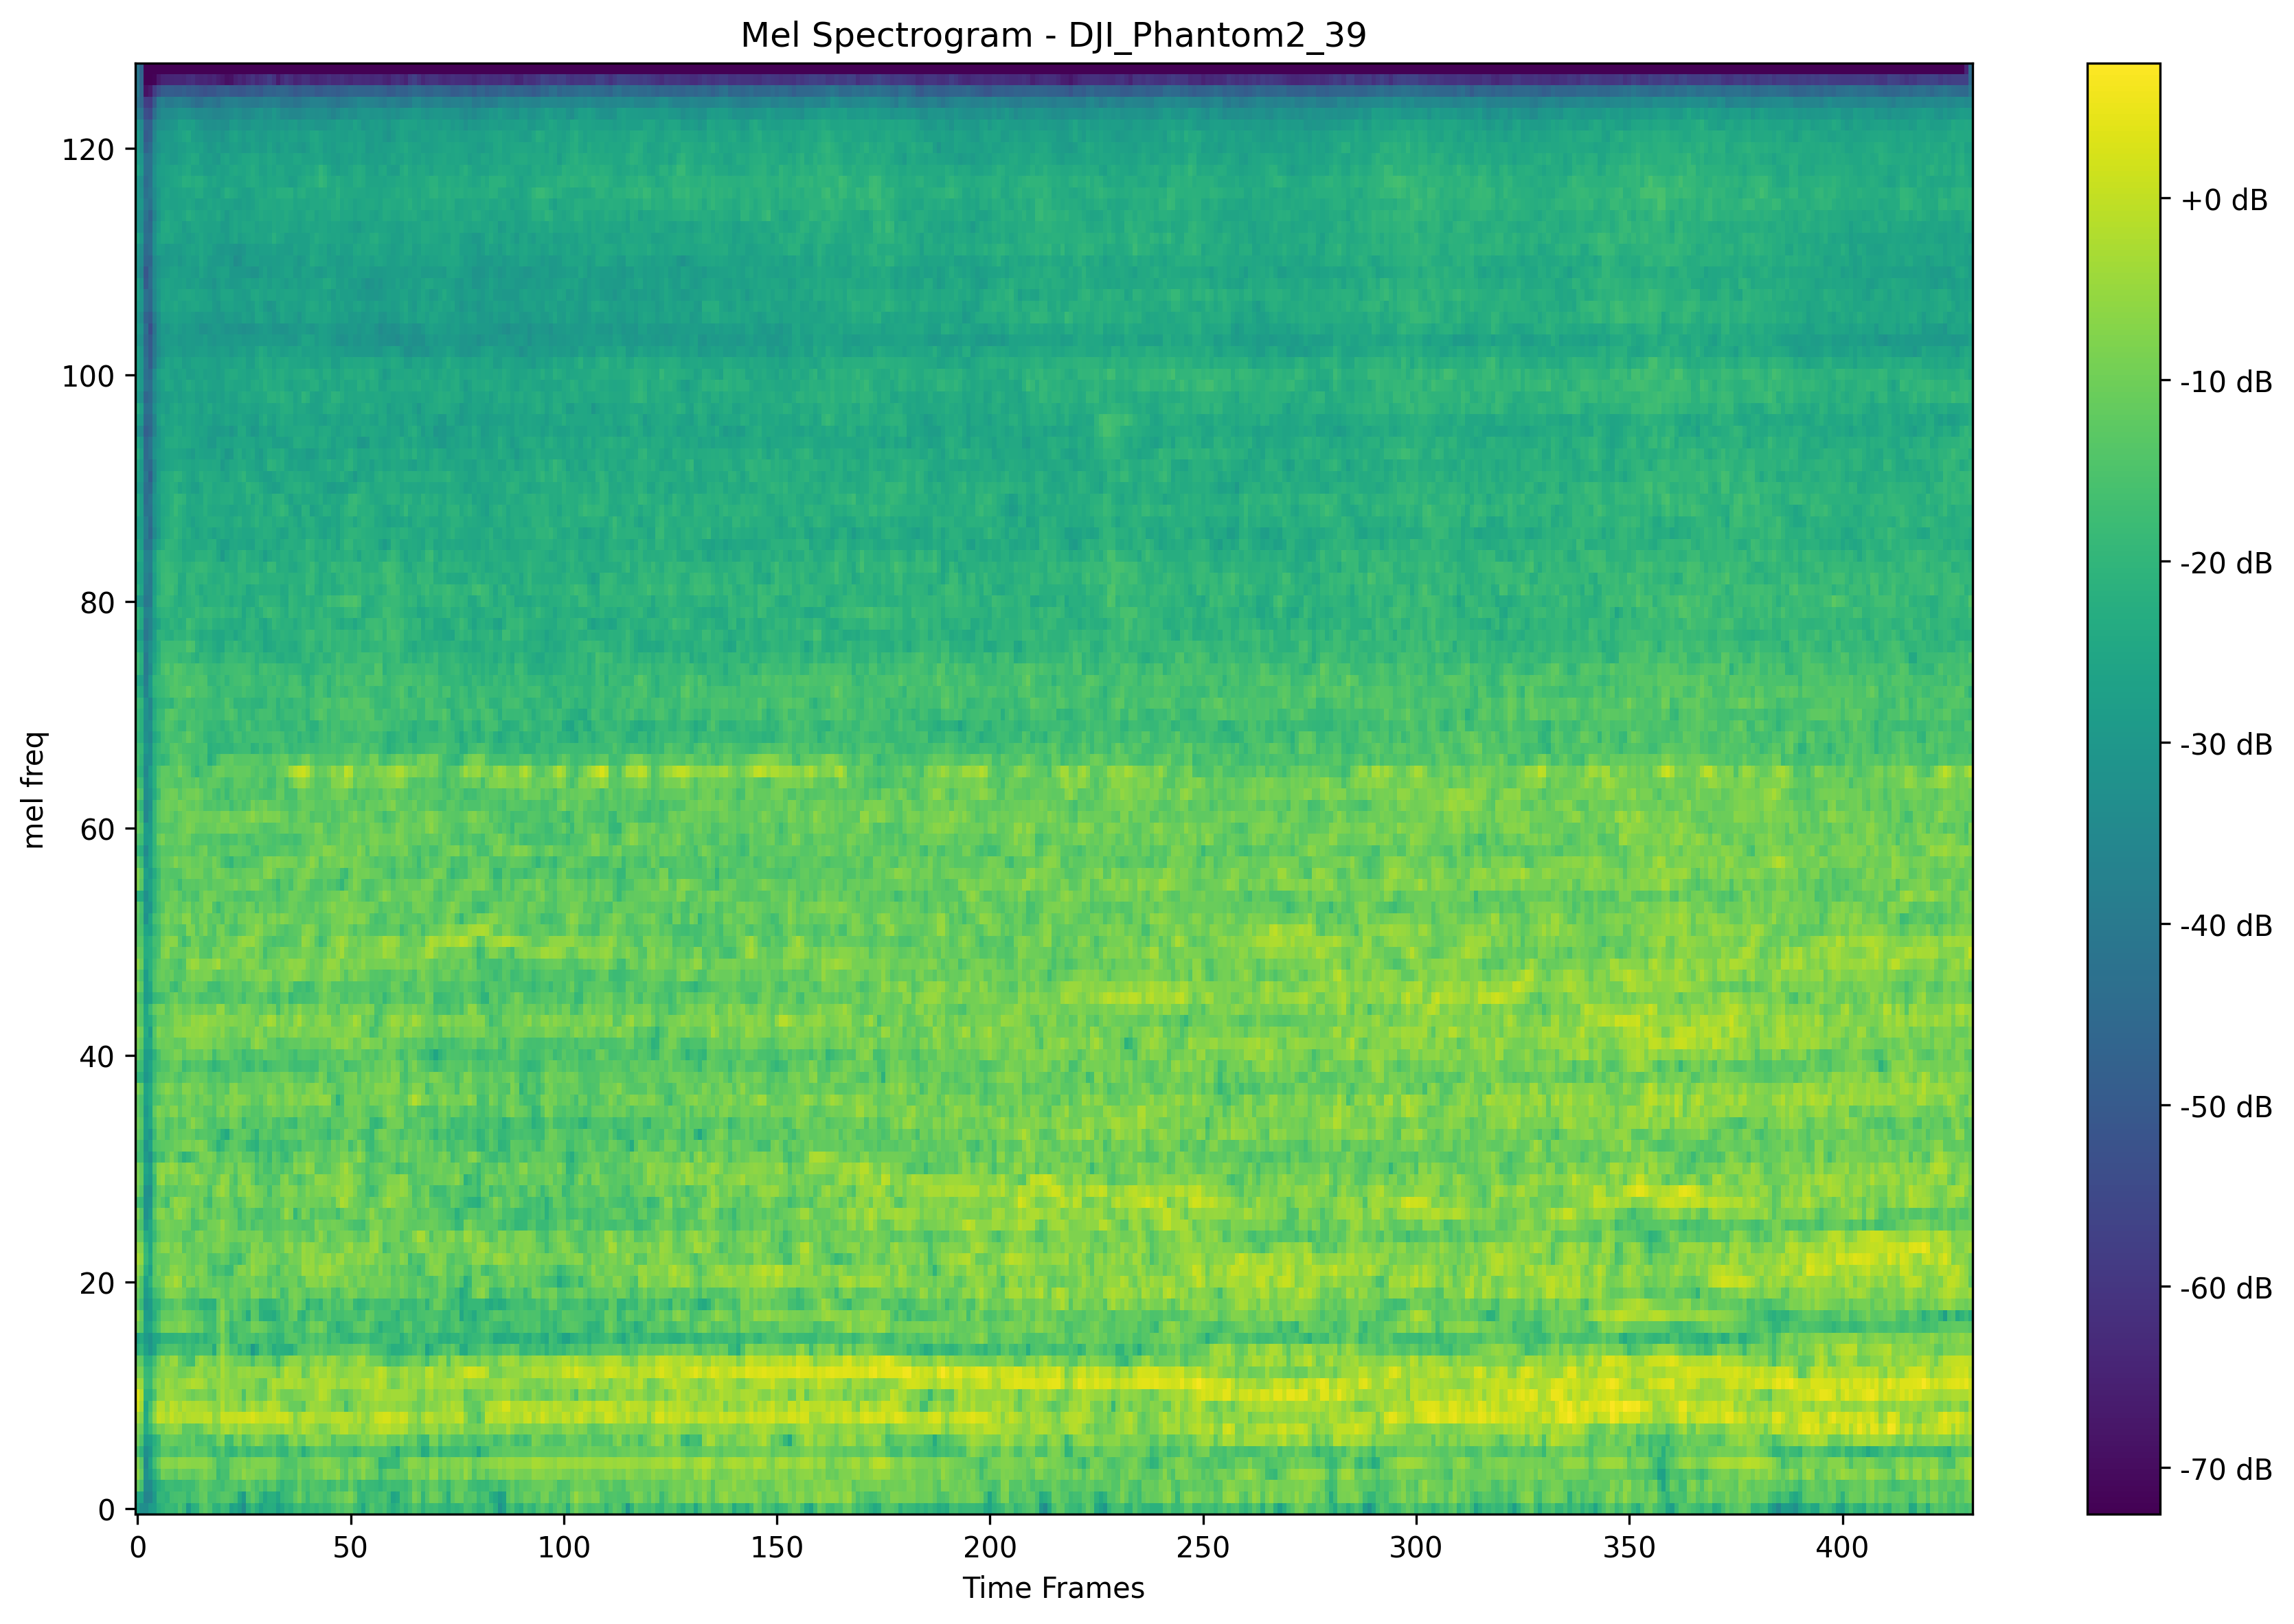 Mel Spectrogram - DJI_Phantom2_39
mel freq
120
100
80
60
40
20
0
0 50 100 150 200 250 300 350 400
Time Frames
+0 dB
-10 dB
-20 dB
-30 dB
-40 dB
-50 dB
-60 dB
-70 dB